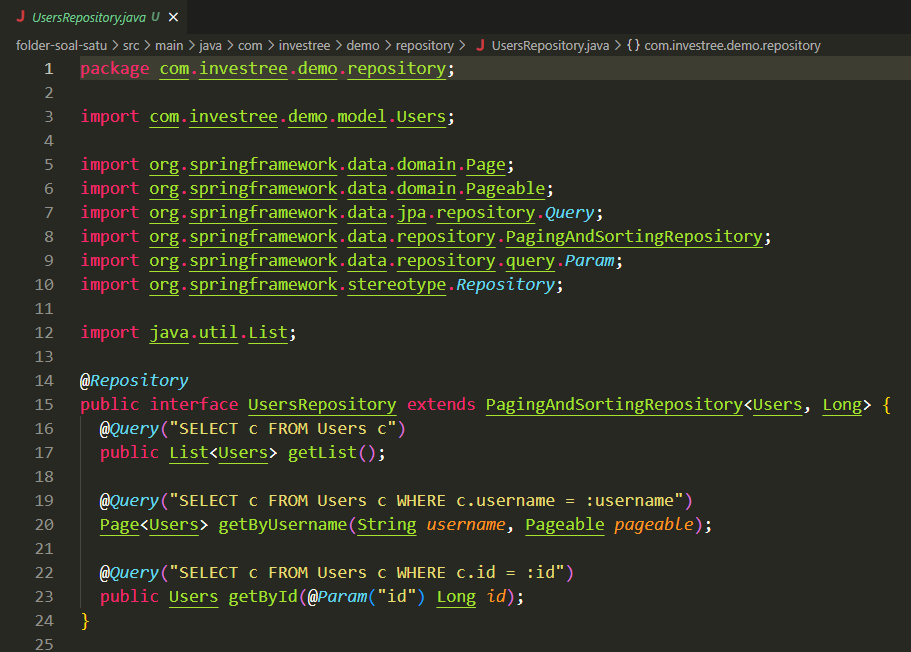 J UsersRepository.java U ×
folder-soal-satu > src > main > java > com > investree > demo > repository > J UsersRepository.java > {} com.investree.demo.repository
1 package com.investree.demo.repository;
2
3 import com.investree.demo.model.Users;
4
5 import org.springframework.data.domain.Page;
6 import org.springframework.data.domain.Pageable;
7 import org.springframework.data.jpa.repository.Query;
8 import org.springframework.data.repository.PagingAndSortingRepository;
9 import org.springframework.data.repository.query.Param;
10 import org.springframework.stereotype.Repository;
11
12 import java.util.List;
13
14 @Repository
15 public interface UsersRepository extends PagingAndSortingRepository<Users, Long> {
16   @Query("SELECT c FROM Users c")
17   public List<Users> getList();
18
19   @Query("SELECT c FROM Users c WHERE c.username = :username")
20   Page<Users> getByUsername(String username, Pageable pageable);
21
22   @Query("SELECT c FROM Users c WHERE c.id = :id")
23   public Users getById(@Param("id") Long id);
24 }
25